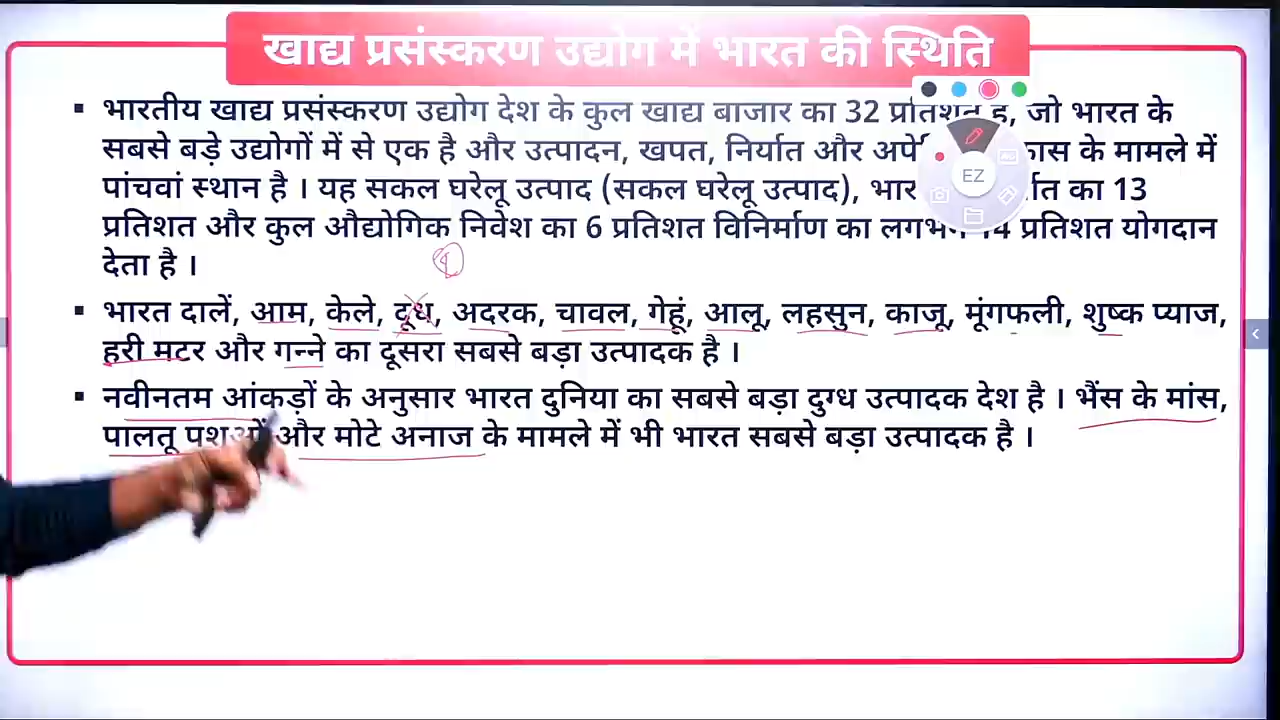 खाद्य प्रसंस्करण उद्योग में भारत की स्थिति
▪ भारतीय खाद्य प्रसंस्करण उद्योग देश के कुल खाद्य बाजार का 32 प्रतिशत है, जो भारत के
सबसे बड़े उद्योगों में से एक है और उत्पादन, खपत, निर्यात और के मामले में
पांचवां स्थान है । यह सकल घरेलू उत्पाद (सकल घरेलू उत्पाद), का 13
EZ
प्रतिशत और कुल औद्योगिक निवेश का 6 प्रतिशत विनिर्माण का लगभग 14 प्रतिशत योगदान
देता है ।
▪ भारत दालें, आम, केले, दूध, अदरक, चावल, गेहूं, आलू, लहसुन, काजू, मूंगफली, शुष्क प्याज,
हरी मटर और गन्ने का दूसरा सबसे बड़ा उत्पादक है ।
▪ नवीनतम आंकड़ों के अनुसार भारत दुनिया का सबसे बड़ा दुग्ध उत्पादक देश है । भैंस के मांस,
पालतू पशुओं और मोटे अनाज के मामले में भी भारत सबसे बड़ा उत्पादक है ।